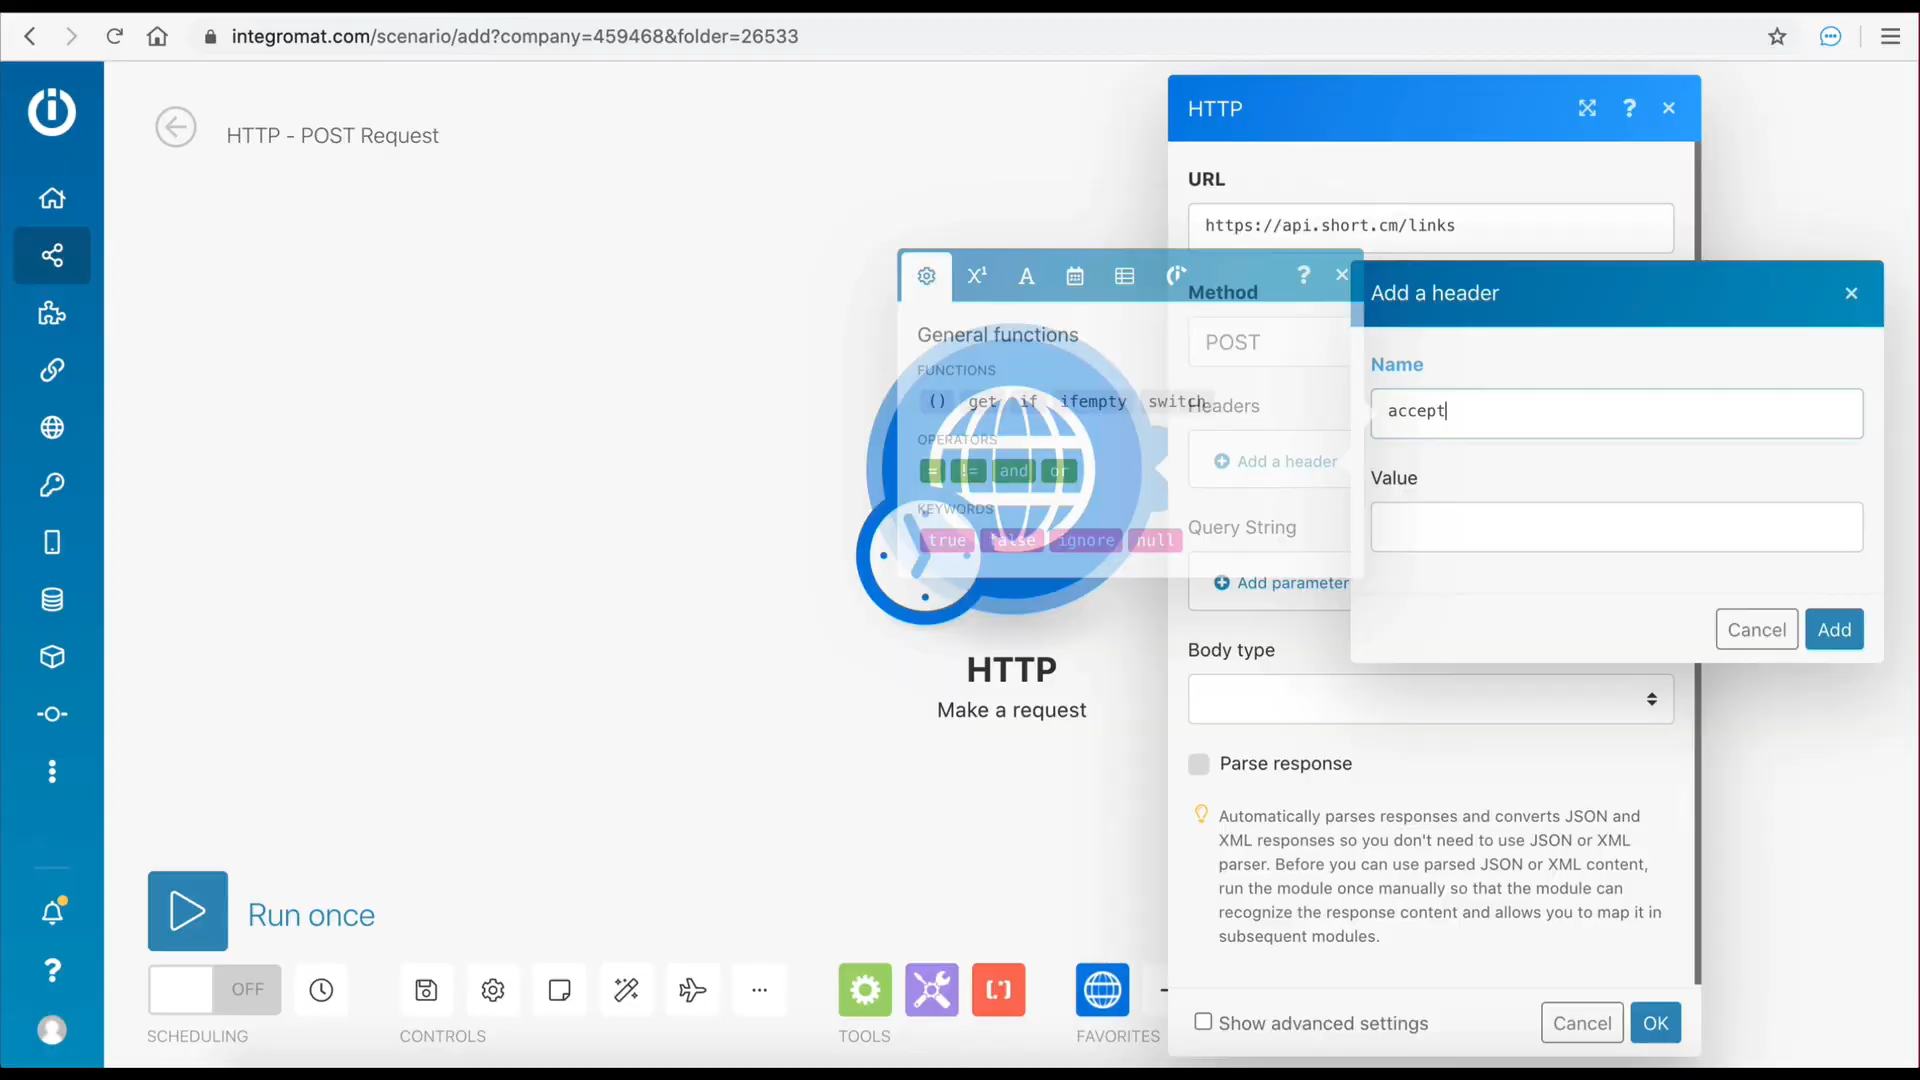 integromat.com/scenario/add?company=459468&folder=26533
HTTP - POST Request
HTTP
URL
https://api.short.cm/links
Method
POST
Headers
Add a header
Query String
Add parameter
Body type
Parse response
Automatically parses responses and converts JSON and
XML responses so you don't need to use JSON or XML
parser. Before you can use parsed JSON or XML content,
run the module once manually so that the module can
recognize the response content and allows you to map it in
subsequent modules.
Show advanced settings
Cancel
OK
General functions
FUNCTIONS
() get if ifempty switch
OPERATORS
= != and or
KEYWORDS
true false ignore null
Add a header
Name
accept
Value
Cancel
Add
HTTP
Make a request
Run once
OFF
SCHEDULING
CONTROLS
TOOLS
FAVORITES